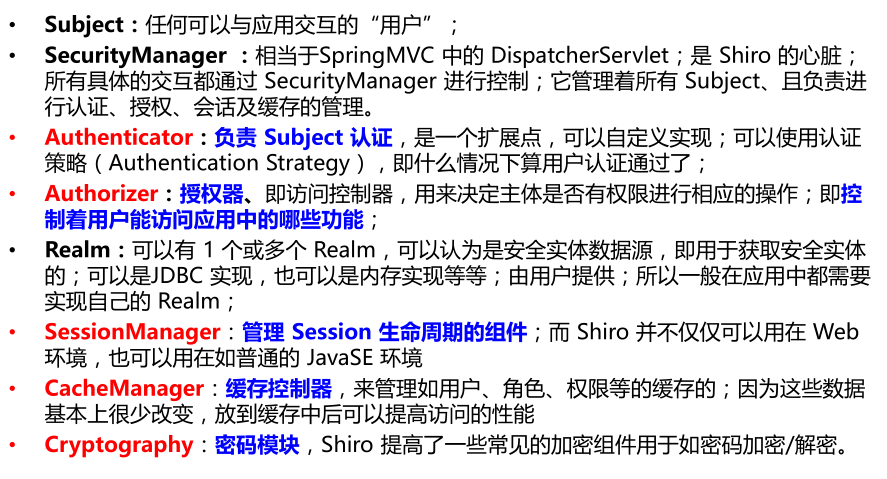 • Subject：任何可以与应用交互的“用户”；
• SecurityManager ：相当于SpringMVC 中的 DispatcherServlet；是 Shiro 的心脏；
所有具体的交互都通过 SecurityManager 进行控制；它管理着所有 Subject、且负责进
行认证、授权、会话及缓存的管理。
• Authenticator：负责 Subject 认证，是一个扩展点，可以自定义实现；可以使用认证
策略（Authentication Strategy），即什么情况下算用户认证通过了；
• Authorizer：授权器、即访问控制器，用来决定主体是否有权限进行相应的操作；即控
制着用户能访问应用中的哪些功能；
• Realm：可以有 1 个或多个 Realm，可以认为是安全实体数据源，即用于获取安全实体
的；可以是JDBC 实现，也可以是内存实现等等；由用户提供；所以一般在应用中都需要
实现自己的 Realm；
• SessionManager：管理 Session 生命周期的组件；而 Shiro 并不仅仅可以用在 Web
环境，也可以用在如普通的 JavaSE 环境
• CacheManager：缓存控制器，来管理如用户、角色、权限等的缓存的；因为这些数据
基本上很少改变，放到缓存中后可以提高访问的性能
• Cryptography：密码模块，Shiro 提高了一些常见的加密组件用于如密码加密/解密。